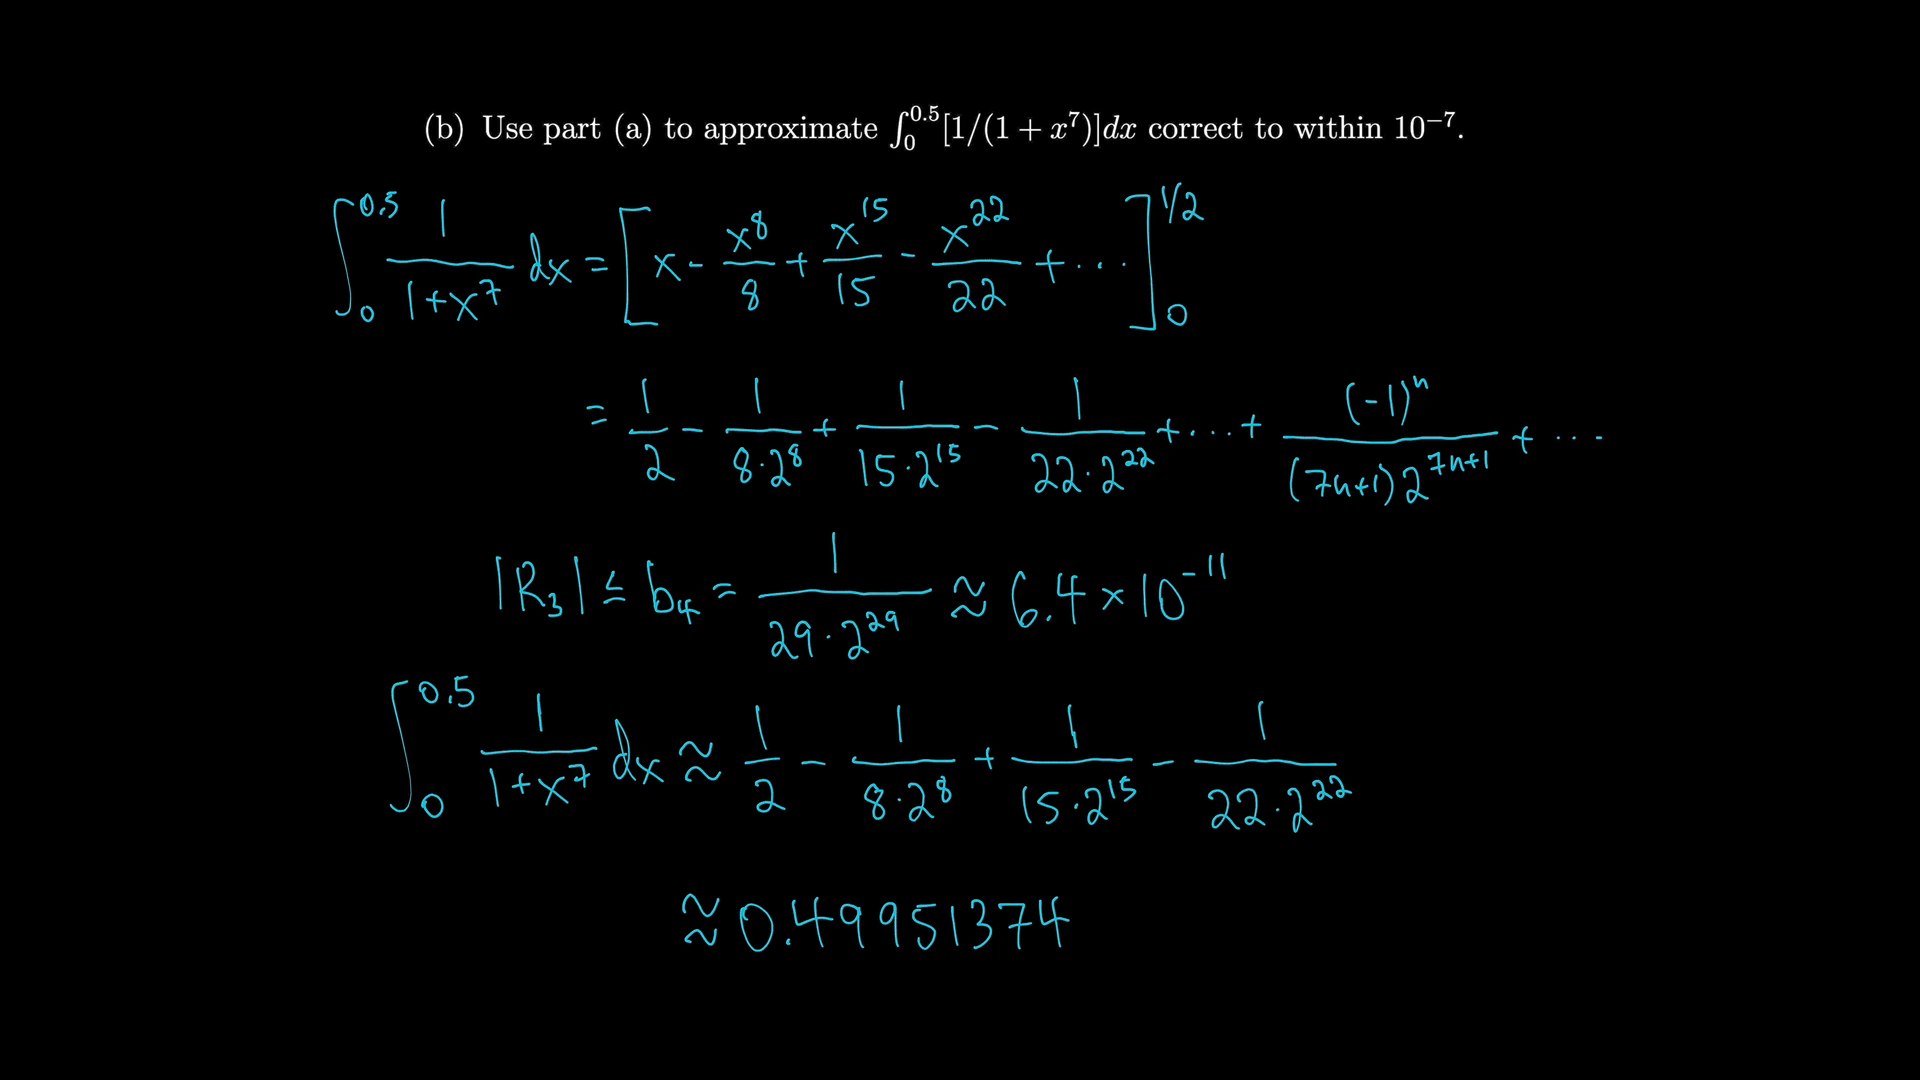 (b) Use part (a) to approximate ∫₀^0.5 [1/(1 + x⁷)]dx correct to within 10⁻⁷.
∫₀^0.5 1/(1+x⁷) dx = [x - x⁸/8 + x¹⁵/15 - x²²/22 + ...]₀^1/2
= 1/2 - 1/(8·2⁸) + 1/(15·2¹⁵) - 1/(22·2²²) + ... + (-1)ⁿ/((7n+1)2⁷ⁿ⁺¹) + ...
|R₃| ≤ b₄ = 1/(29·2²⁹) ≈ 6.4 × 10⁻¹¹
∫₀^0.5 1/(1+x⁷) dx ≈ 1/2 - 1/(8·2⁸) + 1/(15·2¹⁵) - 1/(22·2²²)
≈ 0.49951374